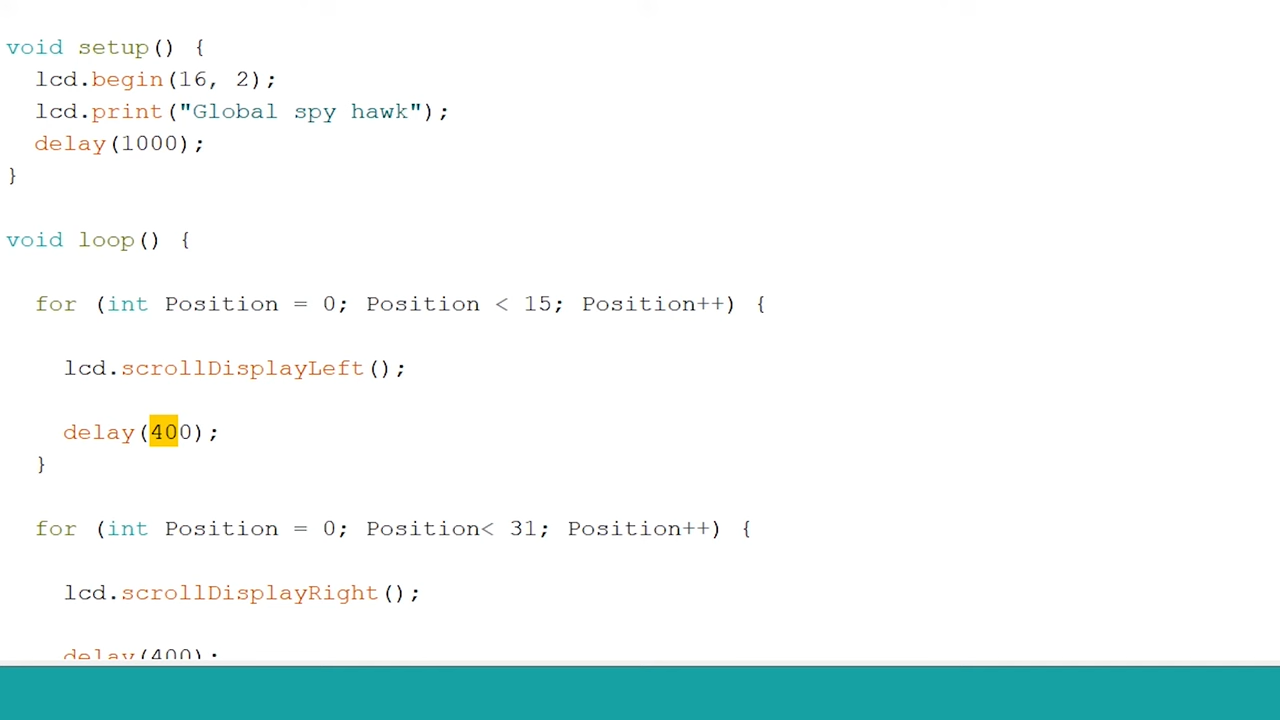 void setup() {
lcd.begin(16, 2);
lcd.print("Global spy hawk");
delay(1000);
}
void loop() {
for (int Position = 0; Position < 15; Position++) {
lcd.scrollDisplayLeft();
delay(400);
}
for (int Position = 0; Position< 31; Position++) {
lcd.scrollDisplayRight();
delay(400);